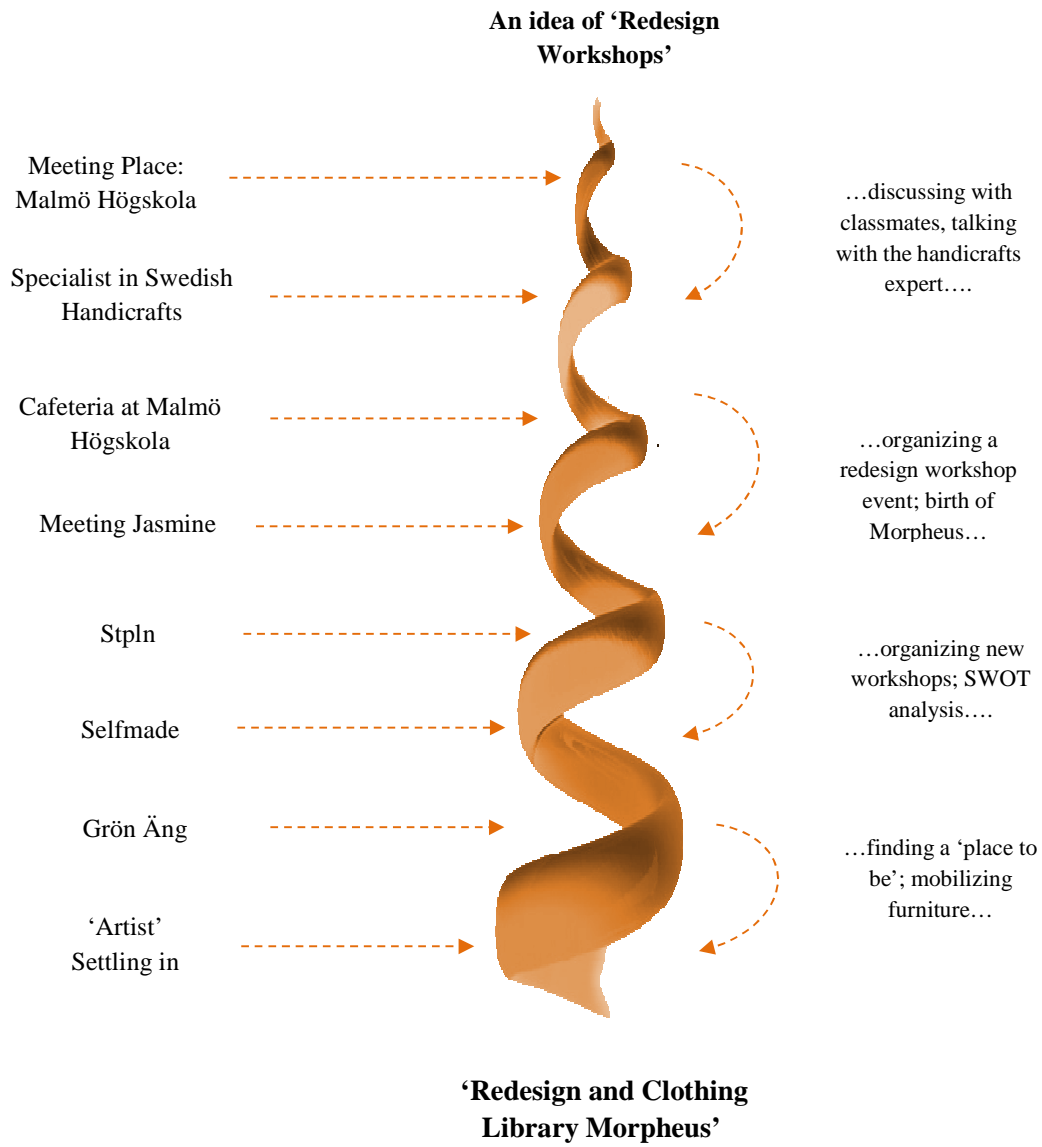 An idea of ‘Redesign
Workshops’
Meeting Place:
Malmö Högskola
…discussing with
classmates, talking
with the handicrafts
expert….
Specialist in Swedish
Handicrafts
Cafeteria at Malmö
Högskola
…organizing a
redesign workshop
event; birth of
Morpheus…
Meeting Jasmine
Stpln
…organizing new
workshops; SWOT
analysis….
Selfmade
Grön Äng
…finding a ‘place to
be’; mobilizing
furniture…
‘Artist’
Settling in
‘Redesign and Clothing
Library Morpheus’